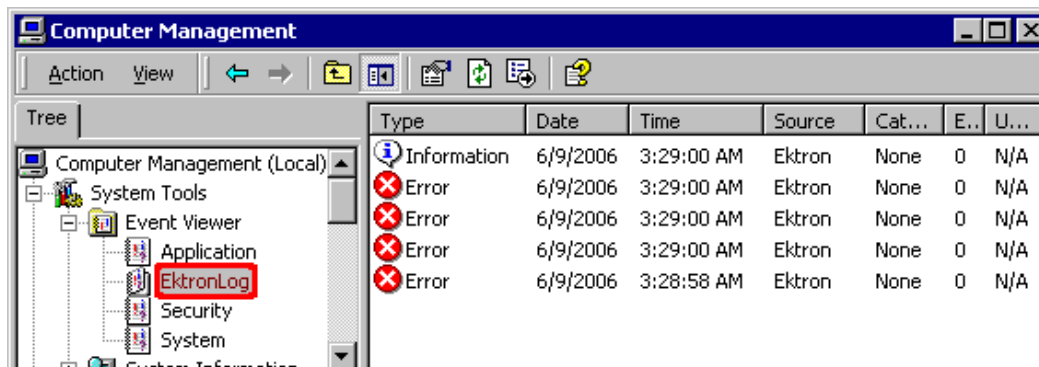 Computer Management
Action View
Tree
Type Date Time Source Cat... E.. U...
Computer Management (Local)
System Tools
Event Viewer
Application
EktronLog
Security
System
System Information
Information 6/9/2006 3:29:00 AM Ektron None 0 N/A
Error 6/9/2006 3:29:00 AM Ektron None 0 N/A
Error 6/9/2006 3:29:00 AM Ektron None 0 N/A
Error 6/9/2006 3:29:00 AM Ektron None 0 N/A
Error 6/9/2006 3:28:58 AM Ektron None 0 N/A